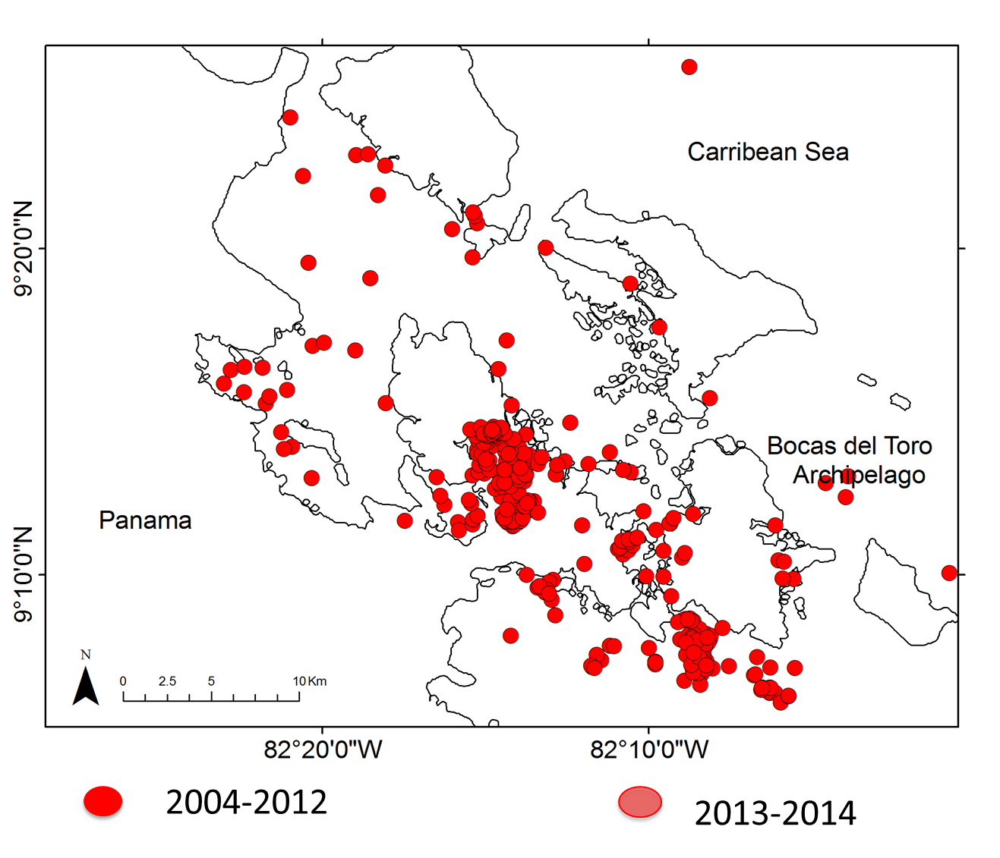 Carribean Sea
9°20'0"N
Bocas del Toro
Archipelago
Panama
9°10'0"N
N
0 2.5 5 10 Km
82°20'0"W 82°10'0"W
2004-2012 2013-2014